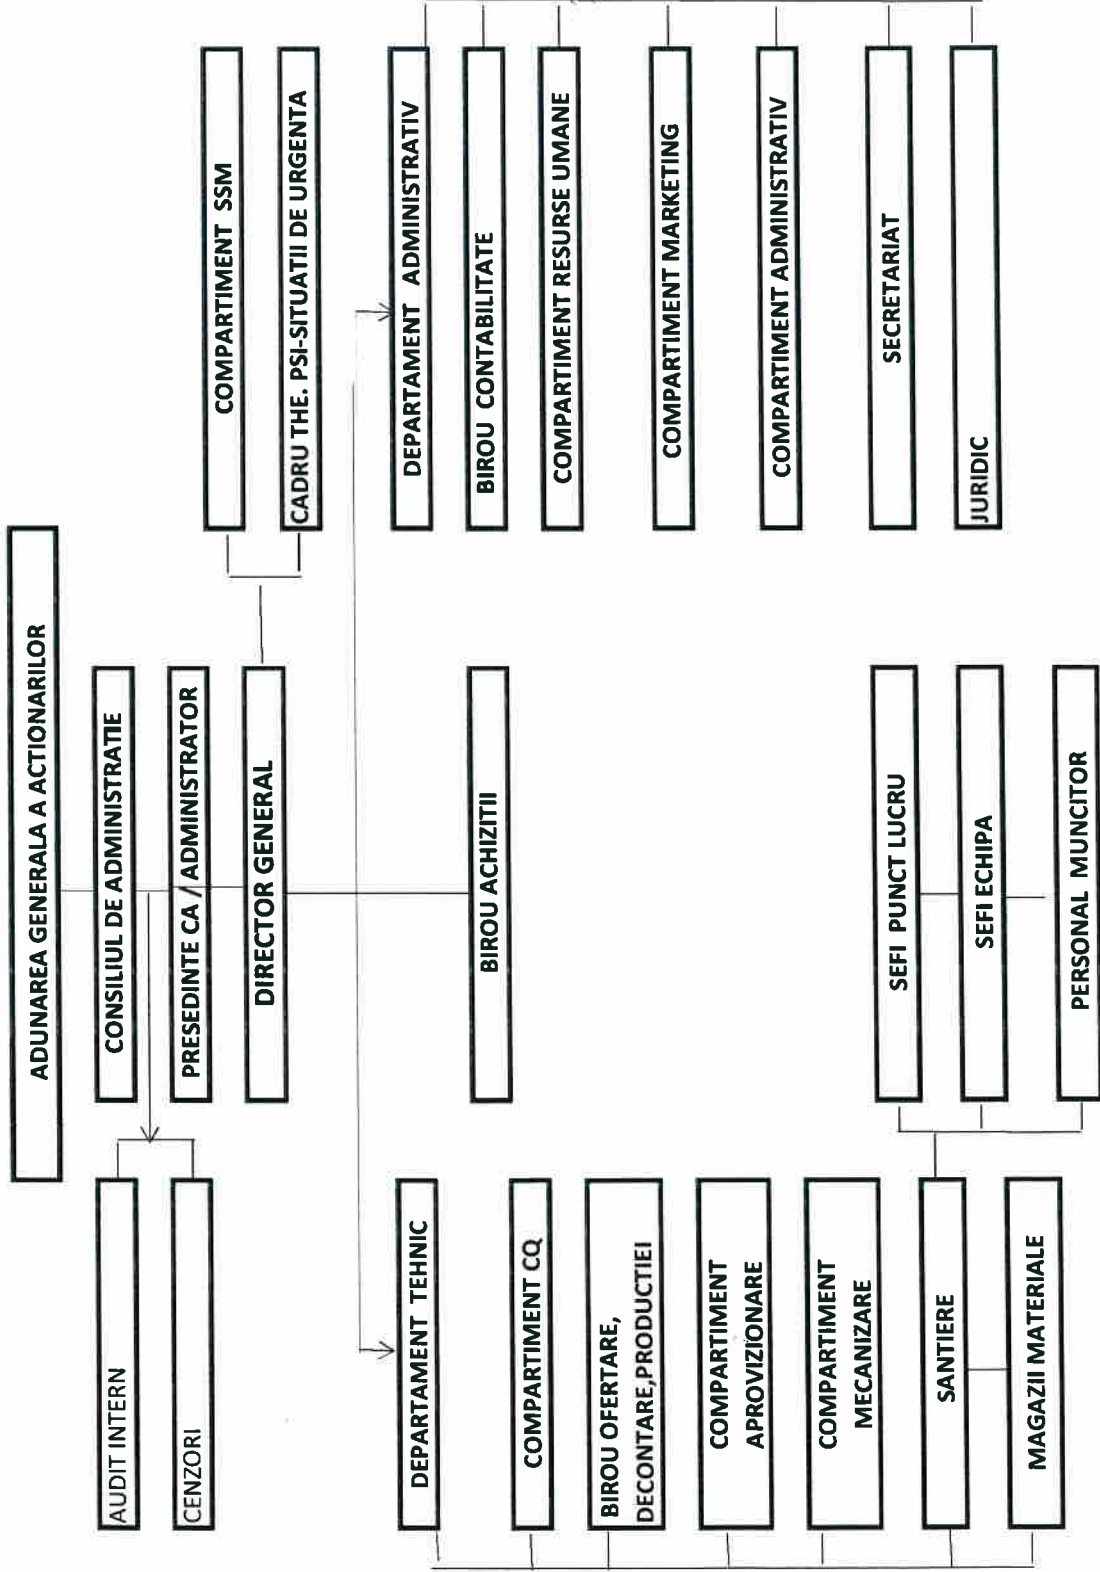 ADUNAREA GENERALA A ACTIONARILOR
CONSILIUL DE ADMINISTRATIE
PRESEDINTE CA / ADMINISTRATOR
DIRECTOR GENERAL
AUDIT INTERN
CENZORI
COMPARTIMENT SSM
CADRU THE. PSI-SITUATII DE URGENTA
DEPARTAMENT TEHNIC
COMPARTIMENT CQ
BIROU OFERTARE,
DECONTARE,PRODUCTIEI
COMPARTIMENT
APROVIZIONARE
COMPARTIMENT
MECANIZARE
SANTIERE
MAGAZII MATERIALE
BIROU ACHIZITII
SEFI PUNCT LUCRU
SEFI ECHIPA
PERSONAL MUNCITOR
DEPARTAMENT ADMINISTRATIV
BIROU CONTABILITATE
COMPARTIMENT RESURSE UMANE
COMPARTIMENT MARKETING
COMPARTIMENT ADMINISTRATIV
SECRETARIAT
JURIDIC